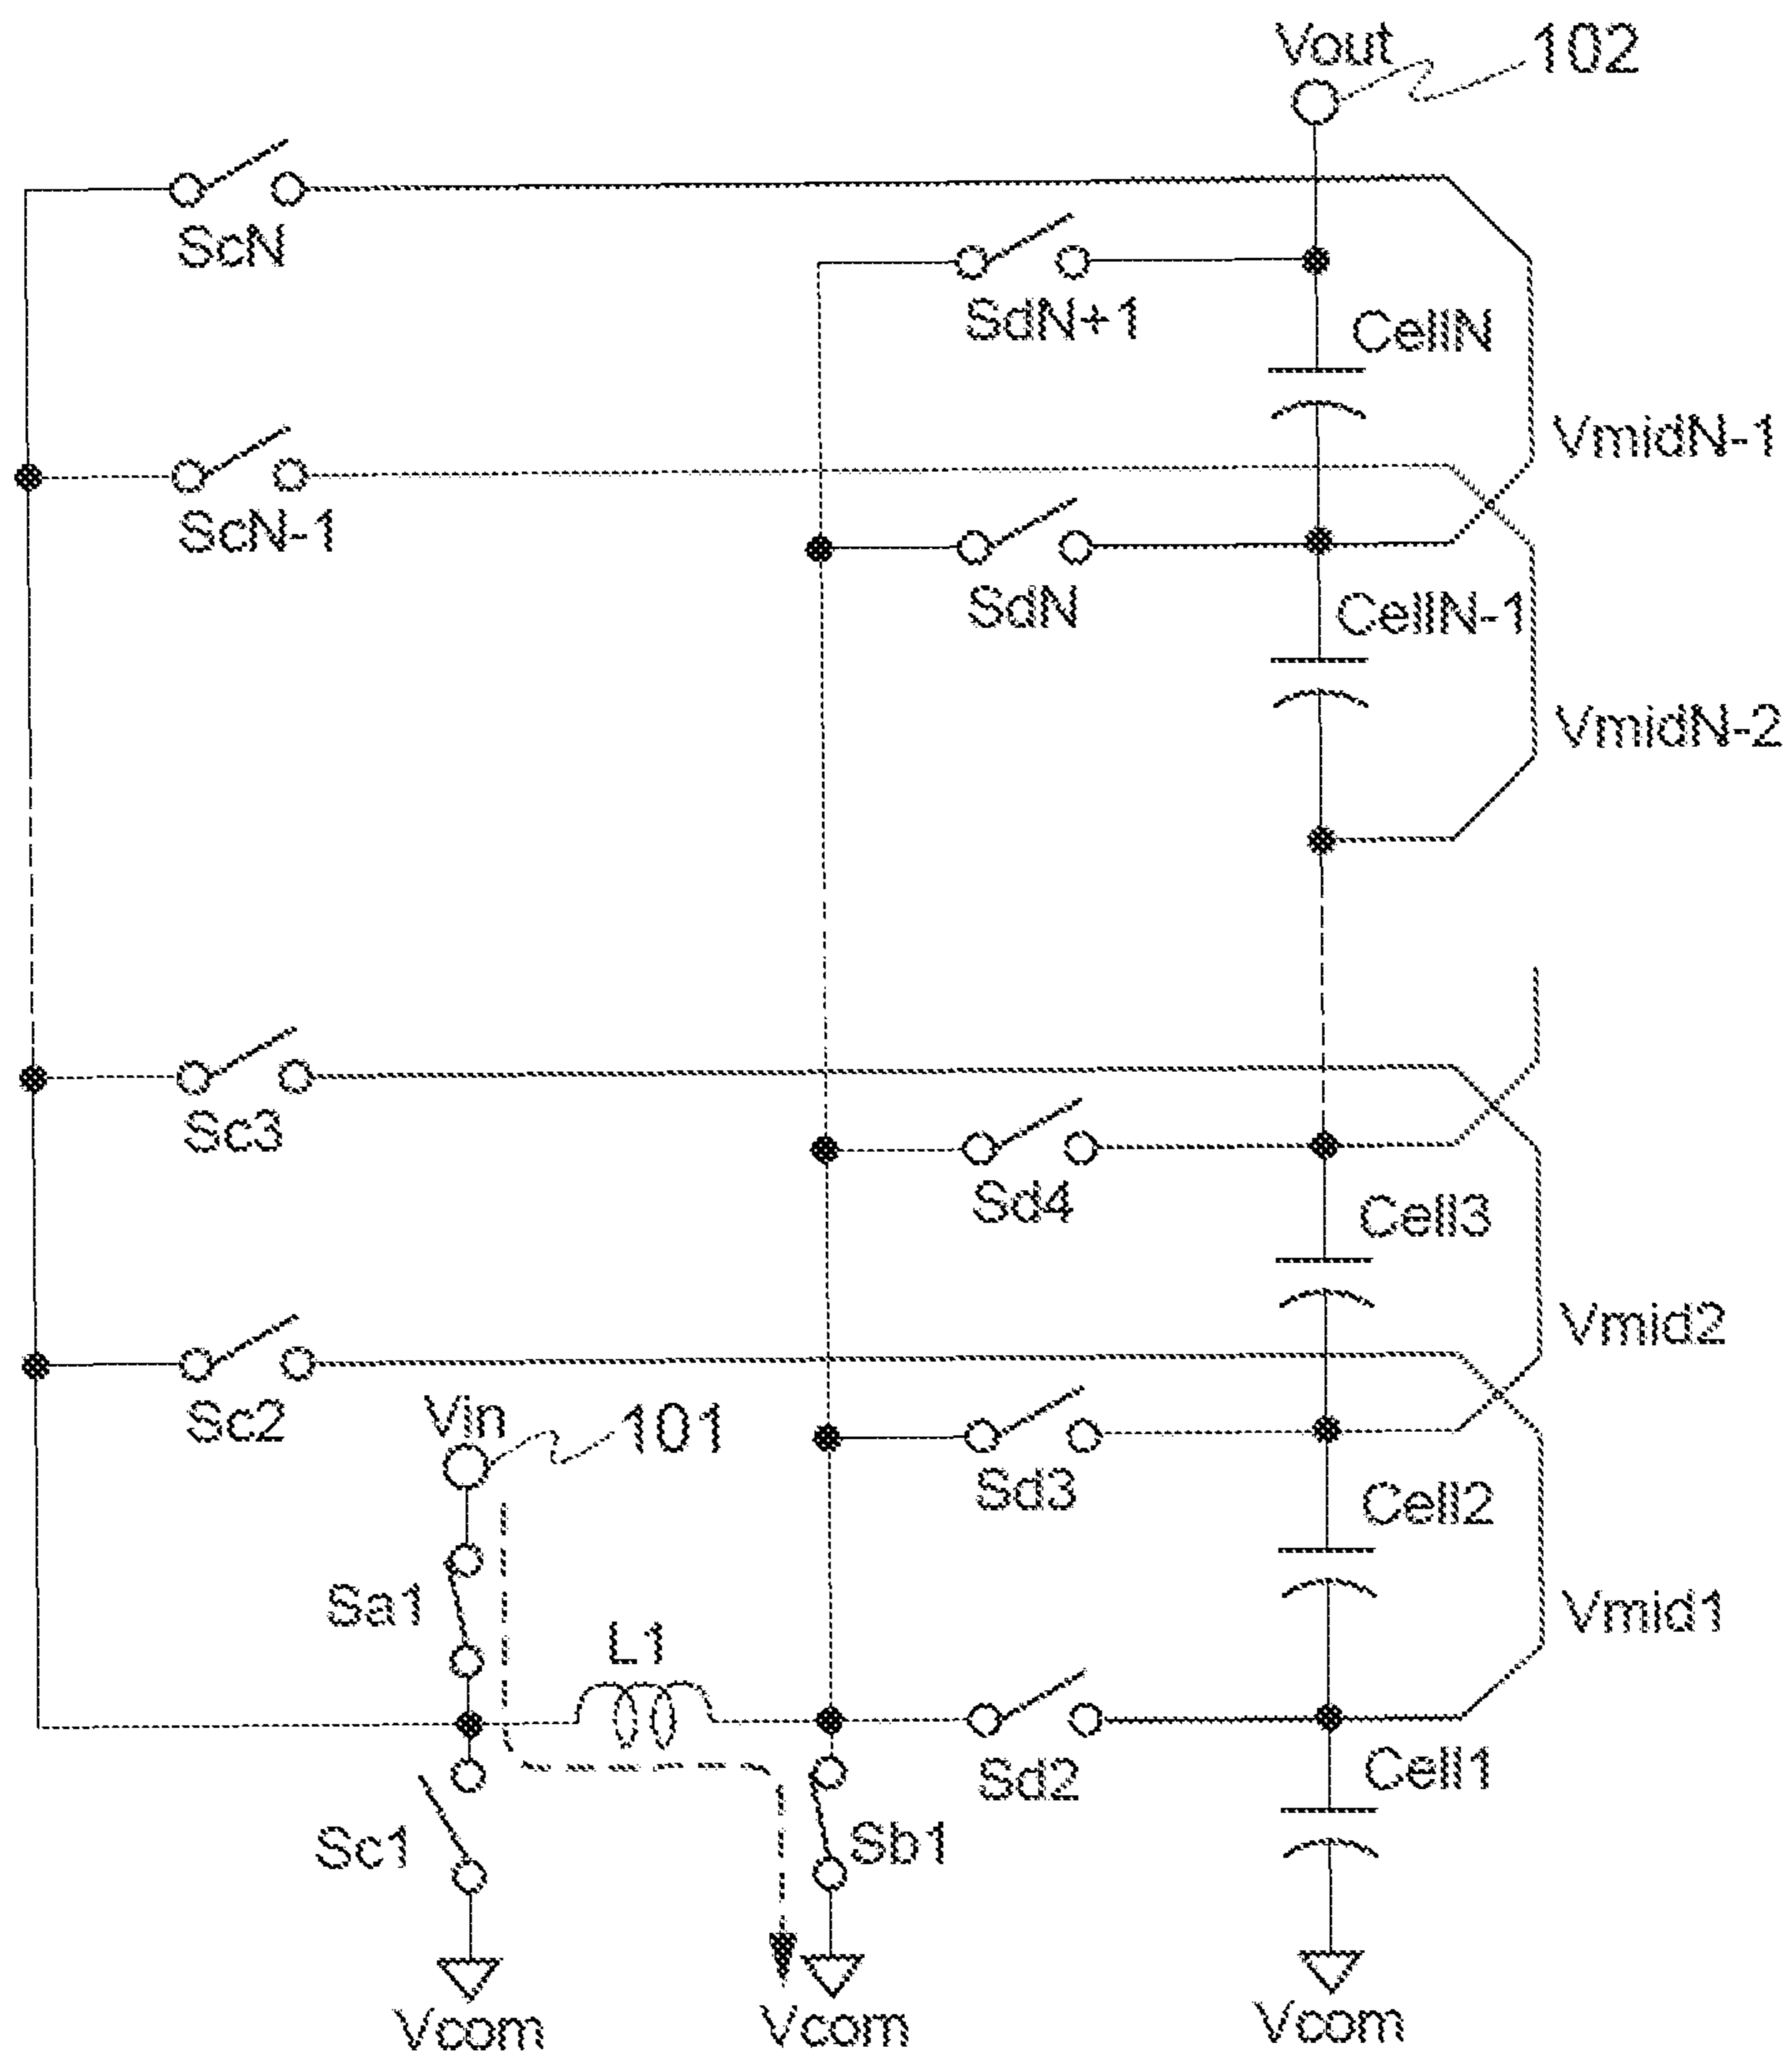 Vout 102
ScN
SdN+1
CellN
VmidN-1
ScN-1
SdN
CellN-1
VmidN-2
Sc3
Sd4
Cell3
Vmid2
Sc2
Vin 101
Sd3
Cell2
Sa1
L1
Vmid1
Sd2
Cell1
Sc1
Sb1
Vcom
Vcom
Vcom